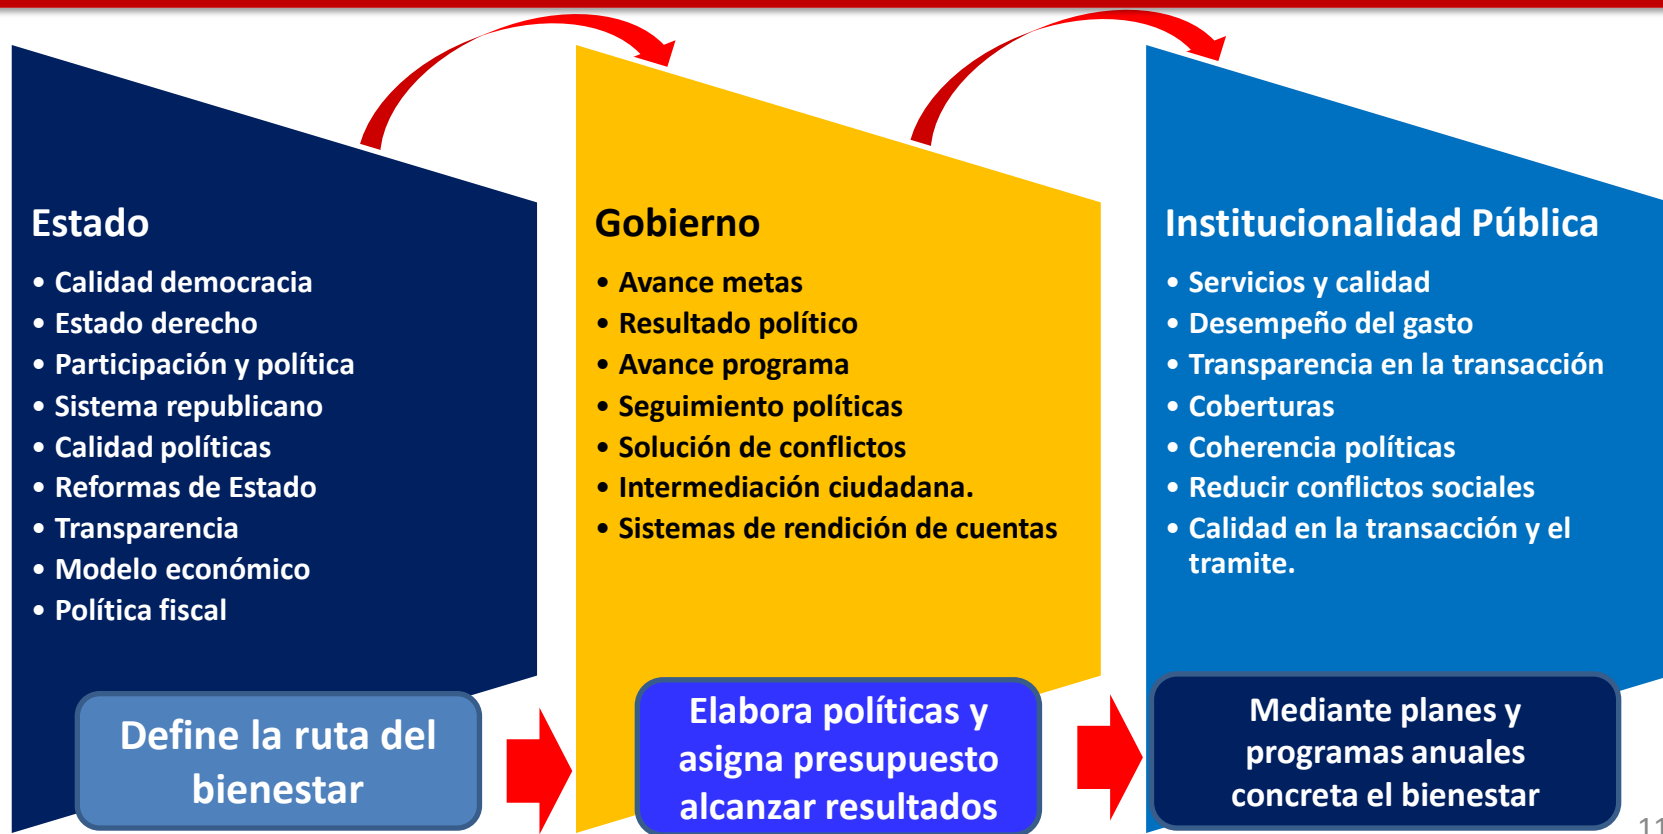 Estado
• Calidad democracia
• Estado derecho
• Participación y política
• Sistema republicano
• Calidad políticas
• Reformas de Estado
• Transparencia
• Modelo económico
• Política fiscal
Define la ruta del
bienestar
Gobierno
• Avance metas
• Resultado político
• Avance programa
• Seguimiento políticas
• Solución de conflictos
• Intermediación ciudadana.
• Sistemas de rendición de cuentas
Elabora políticas y
asigna presupuesto
alcanzar resultados
Institucionalidad Pública
• Servicios y calidad
• Desempeño del gasto
• Transparencia en la transacción
• Coberturas
• Coherencia políticas
• Reducir conflictos sociales
• Calidad en la transacción y el
tramite.
Mediante planes y
programas anuales
concreta el bienestar
11